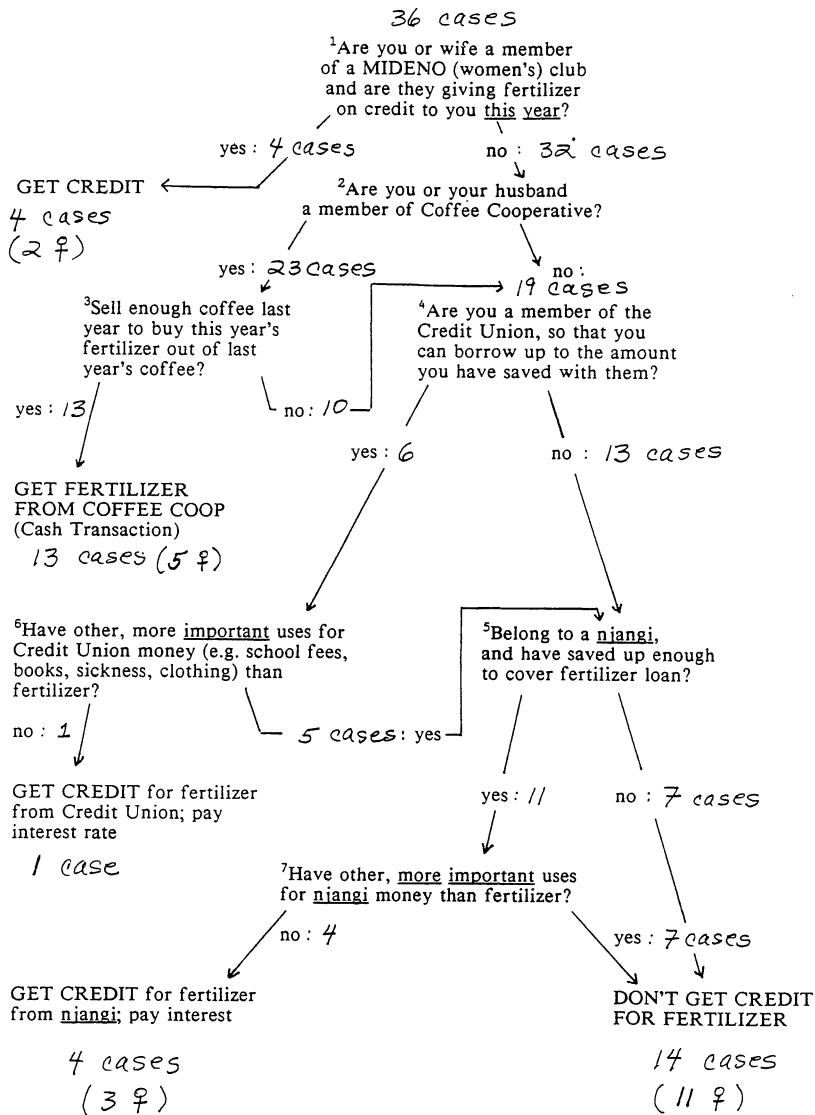 36 cases
¹Are you or wife a member
of a MIDENO (women's) club
and are they giving fertilizer
on credit to you this year?
yes : 4 cases
no : 32 cases
GET CREDIT
4 cases
(2 ♀)
²Are you or your husband
a member of Coffee Cooperative?
yes : 23 cases
no :
19 cases
³Sell enough coffee last
year to buy this year's
fertilizer out of last
year's coffee?
⁴Are you a member of the
Credit Union, so that you
can borrow up to the amount
you have saved with them?
yes : 13
no : 10
yes : 6
no : 13 cases
GET FERTILIZER
FROM COFFEE COOP
(Cash Transaction)
13 cases (5 ♀)
⁶Have other, more important uses for
Credit Union money (e.g. school fees,
books, sickness, clothing) than
fertilizer?
⁵Belong to a njangi,
and have saved up enough
to cover fertilizer loan?
no : 1
5 cases: yes
GET CREDIT for fertilizer
from Credit Union; pay
interest rate
1 case
yes : 11
no : 7 cases
⁷Have other, more important uses
for njangi money than fertilizer?
no : 4
yes : 7 cases
GET CREDIT for fertilizer
from njangi; pay interest
4 cases
(3 ♀)
DON'T GET CREDIT
FOR FERTILIZER
14 cases
(11 ♀)